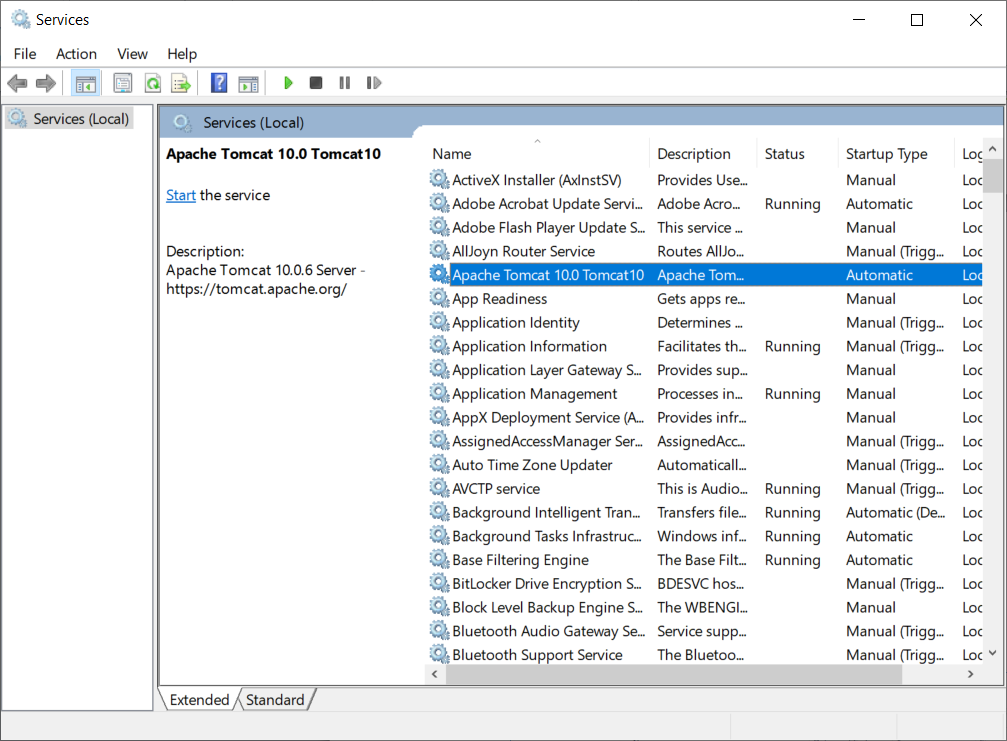 Services
File Action View Help
Services (Local)
Services (Local)
Apache Tomcat 10.0 Tomcat10
Start the service
Description:
Apache Tomcat 10.0.6 Server -
https://tomcat.apache.org/
Name Description Status Startup Type Log
ActiveX Installer (AxInstSV) Provides Use... Manual Loc
Adobe Acrobat Update Servi... Adobe Acro... Running Automatic Loc
Adobe Flash Player Update S... This service ... Manual Loc
AllJoyn Router Service Routes AllJo... Manual (Trigg... Loc
Apache Tomcat 10.0 Tomcat10 Apache Tom... Automatic Loc
App Readiness Gets apps re... Manual Loc
Application Identity Determines ... Manual (Trigg... Loc
Application Information Facilitates th... Running Manual (Trigg... Loc
Application Layer Gateway S... Provides sup... Manual Loc
Application Management Processes in... Running Manual Loc
AppX Deployment Service (A... Provides infr... Manual Loc
AssignedAccessManager Ser... AssignedAcc... Manual (Trigg... Loc
Auto Time Zone Updater Automaticall... Manual (Trigg... Loc
AVCTP service This is Audio... Running Manual (Trigg... Loc
Background Intelligent Tran... Transfers file... Running Automatic (De... Loc
Background Tasks Infrastruc... Windows inf... Running Automatic Loc
Base Filtering Engine The Base Filt... Running Automatic Loc
BitLocker Drive Encryption S... BDESVC hos... Manual (Trigg... Loc
Block Level Backup Engine S... The WBENGI... Manual Loc
Bluetooth Audio Gateway Se... Service supp... Manual (Trigg... Loc
Bluetooth Support Service The Bluetoo... Manual (Trigg... Loc
Extended Standard